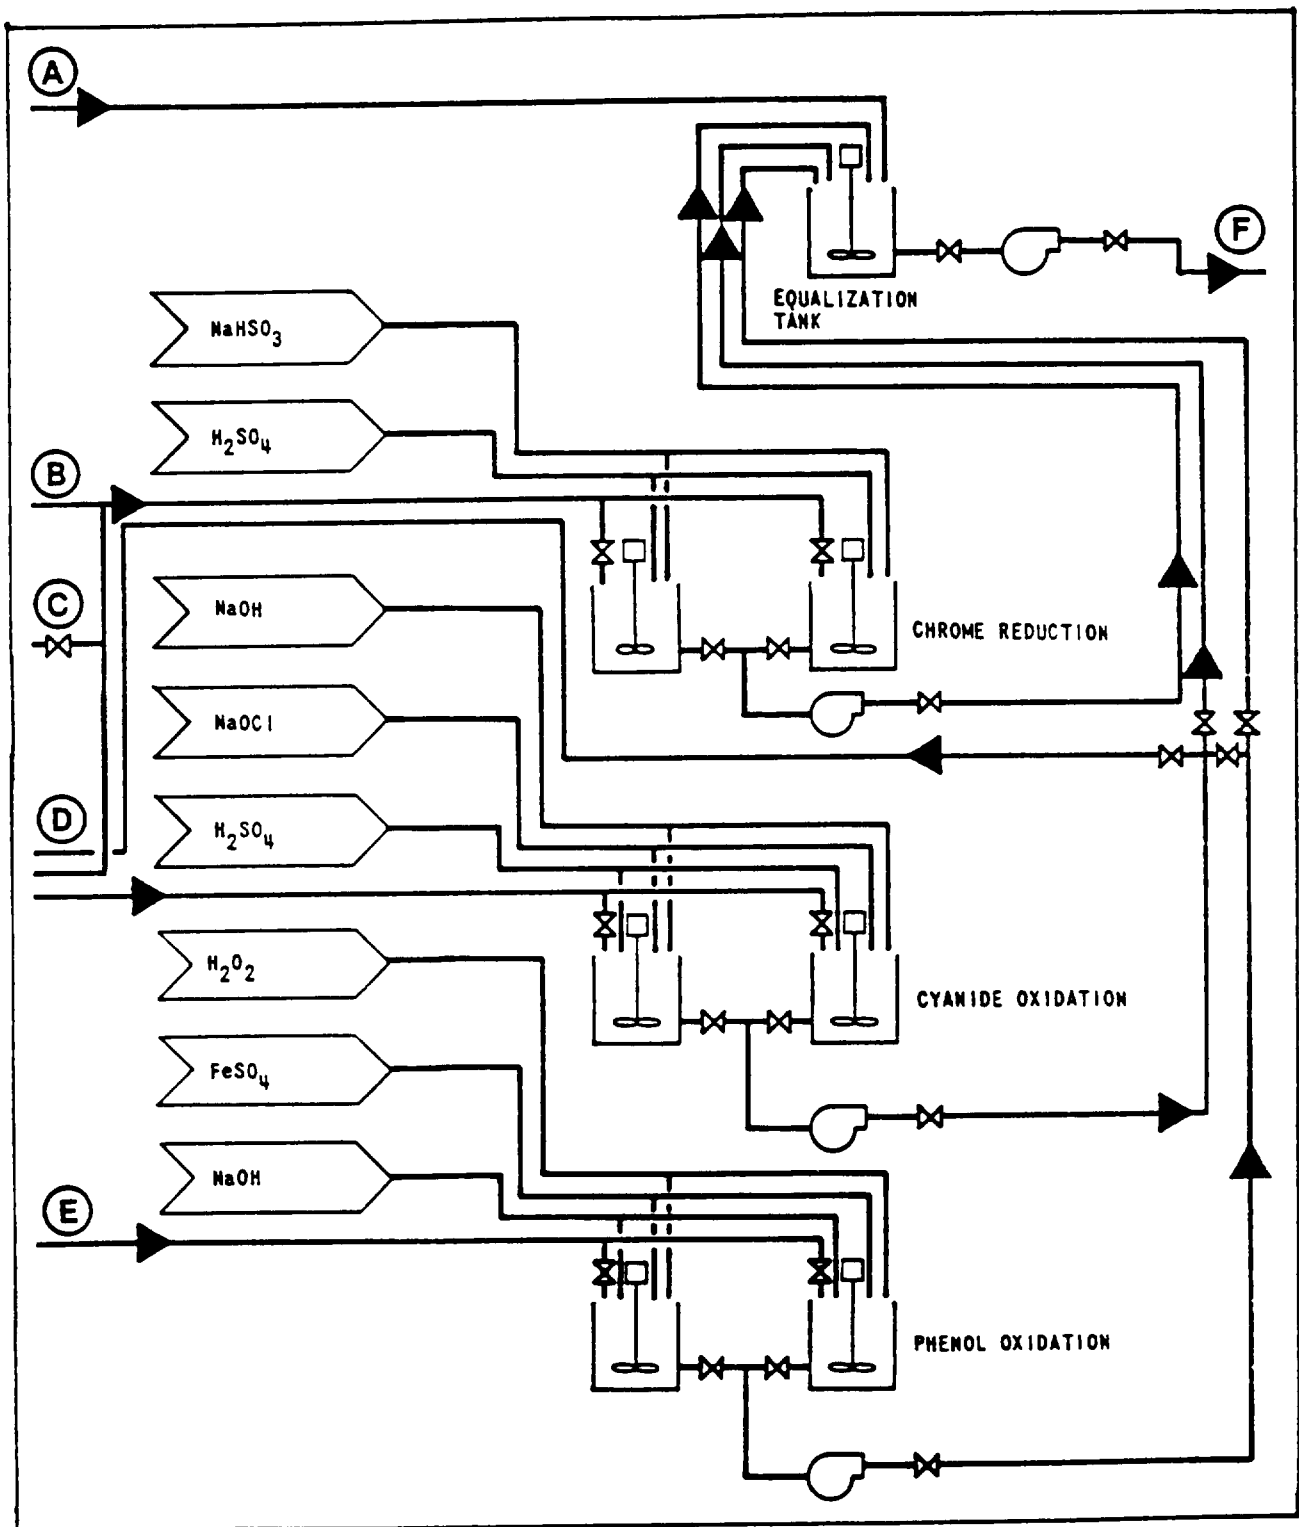 A
F
EQUALIZATION
TANK
NaHSO3
H2SO4
B
NaOH
C
CHROME REDUCTION
NaOCl
D
H2SO4
H2O2
CYANIDE OXIDATION
FeSO4
NaOH
E
PHENOL OXIDATION